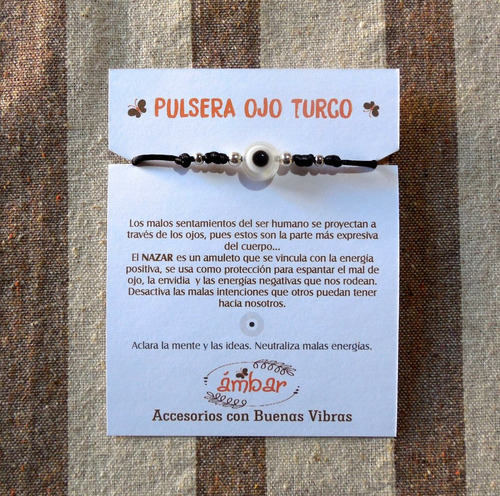 PULSERA OJO TURCO
Los malos sentamientos del ser humano se proyectan a
través de los ojos, pues estos son la parte más expresiva
del cuerpo...
El NAZAR es un amuleto que se vincula con la energía
positiva, se usa como protección para espantar el mal de
ojo, la envidia y las energías negativas que nos rodean.
Desactiva las malas intenciones que otros puedan tener
hacia nosotros.
Aclara la mente y las ideas. Neutraliza malas energías.
ámbar
Accesorios con Buenas Vibras